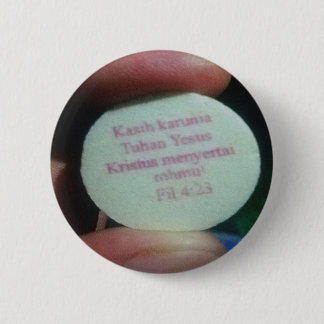 Kasih karunia
Tuhan Yesus
Kristus menyertai
rohmu!
Fil 4:23